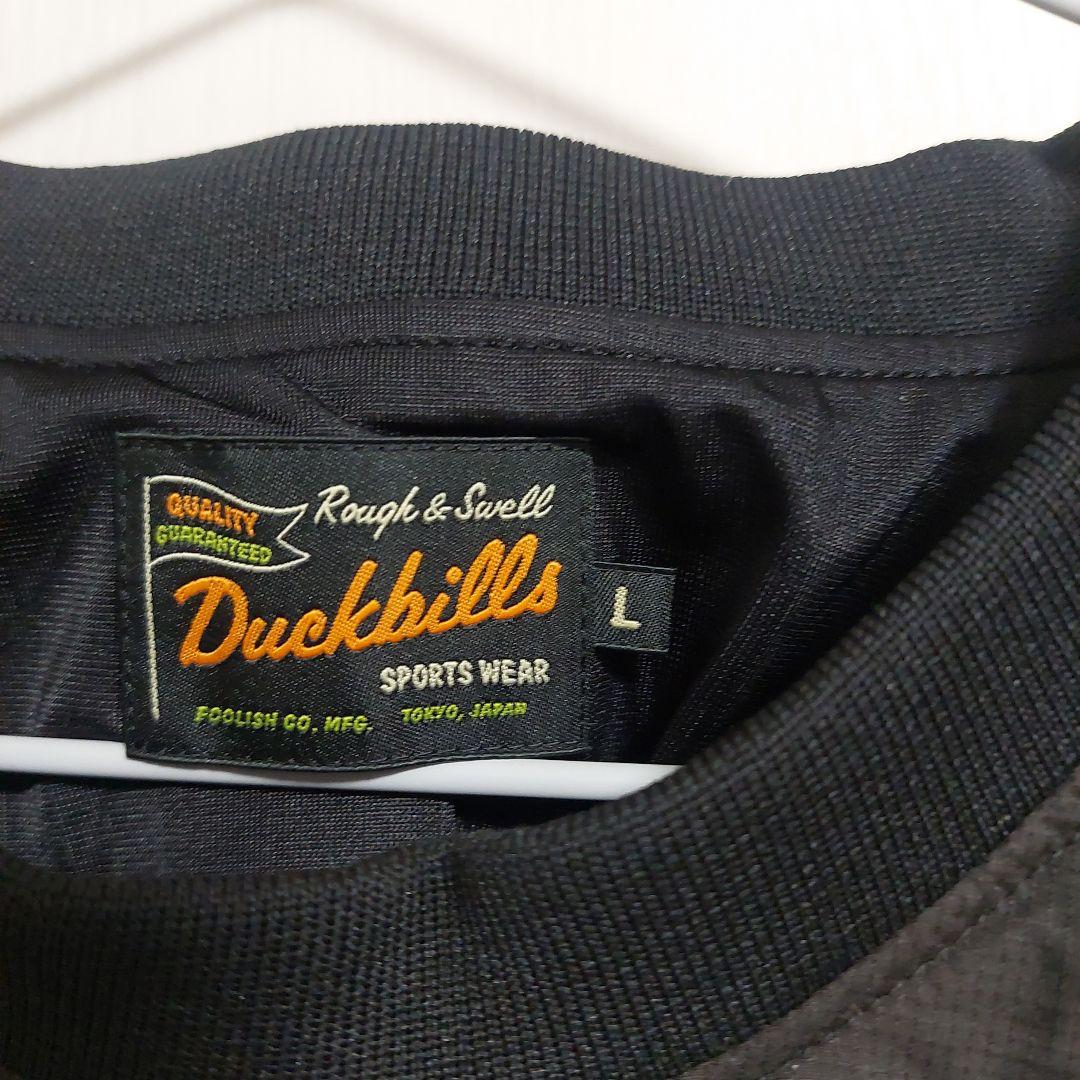 QUALITY
GUARANTEED
Rough & Swell
Duckbills
SPORTS WEAR
FOOLISH CO. MFG. TOKYO, JAPAN
L